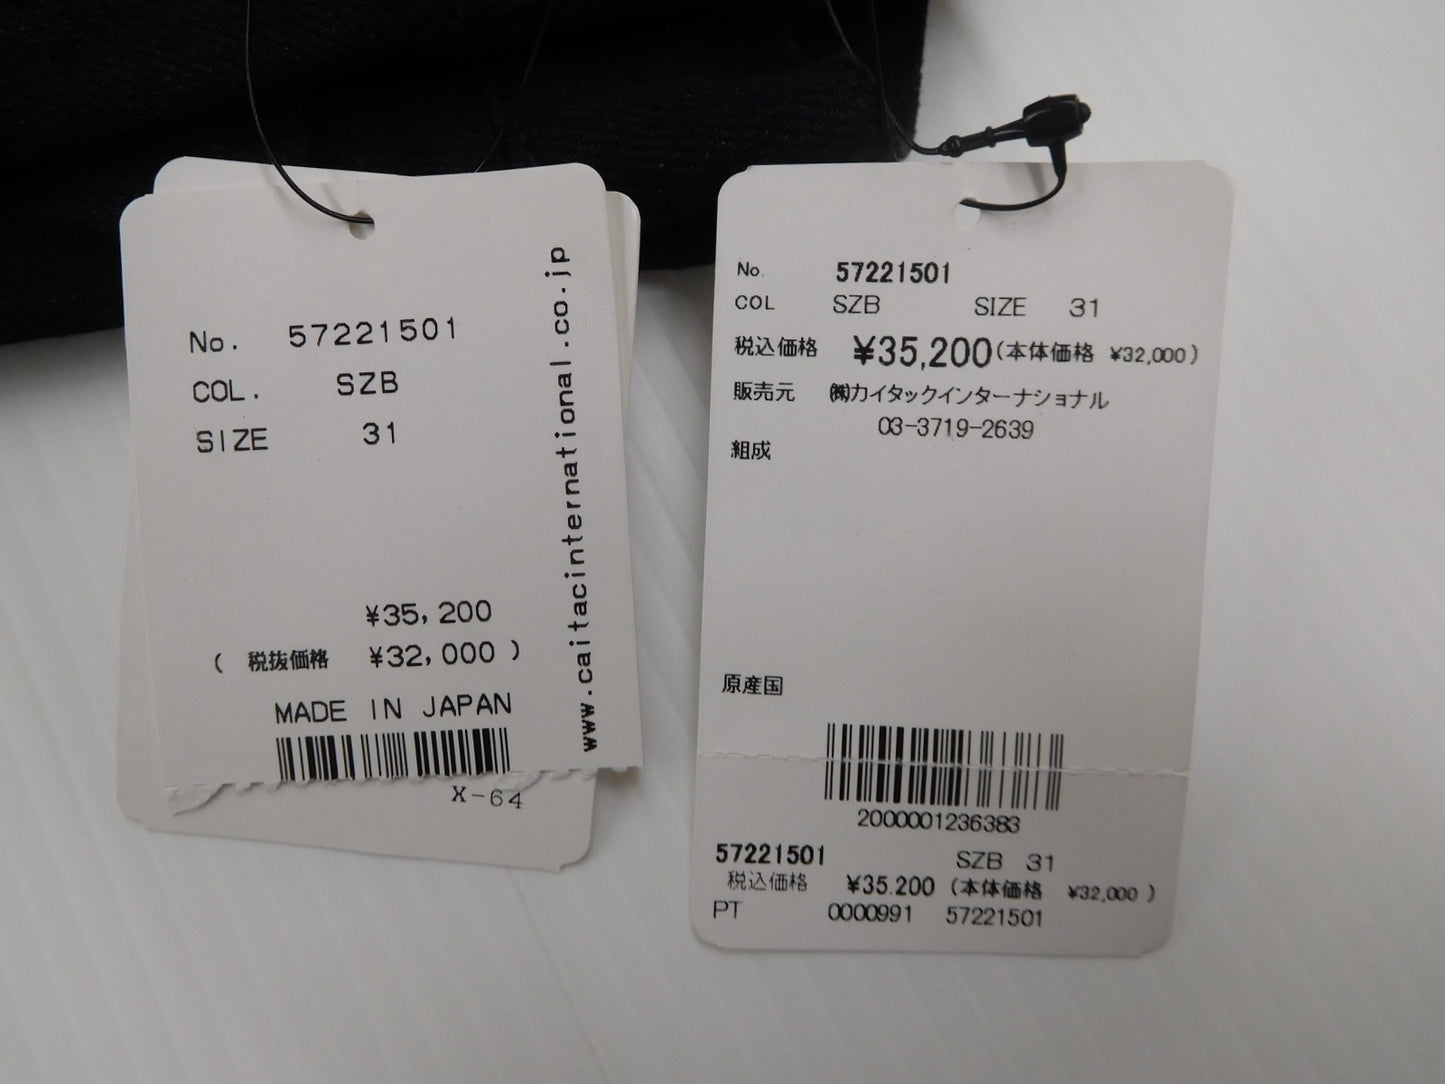 No. 57221501
COL. SZB
SIZE 31
¥35,200
( 税抜価格 ¥32,000 )
MADE IN JAPAN
X-64
www.caitacinternational.co.jp
No. 57221501
COL SZB SIZE 31
税込価格 ¥35,200(本体価格 ¥32,000)
販売元 ㈱カイタックインターナショナル
03-3719-2639
組成
原産国
2000001236383
57221501 SZB 31
税込価格 ¥35.200 (本体価格 ¥32,000 )
PT 0000991 57221501